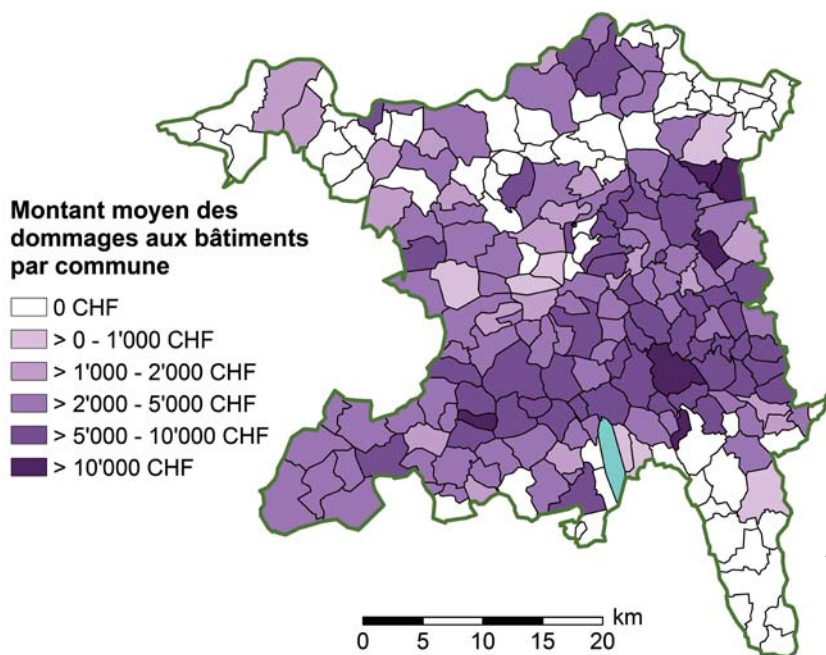 Montant moyen des
dommages aux bâtiments
par commune
0 CHF
> 0 - 1'000 CHF
> 1'000 - 2'000 CHF
> 2'000 - 5'000 CHF
> 5'000 - 10'000 CHF
> 10'000 CHF
km
0 5 10 15 20